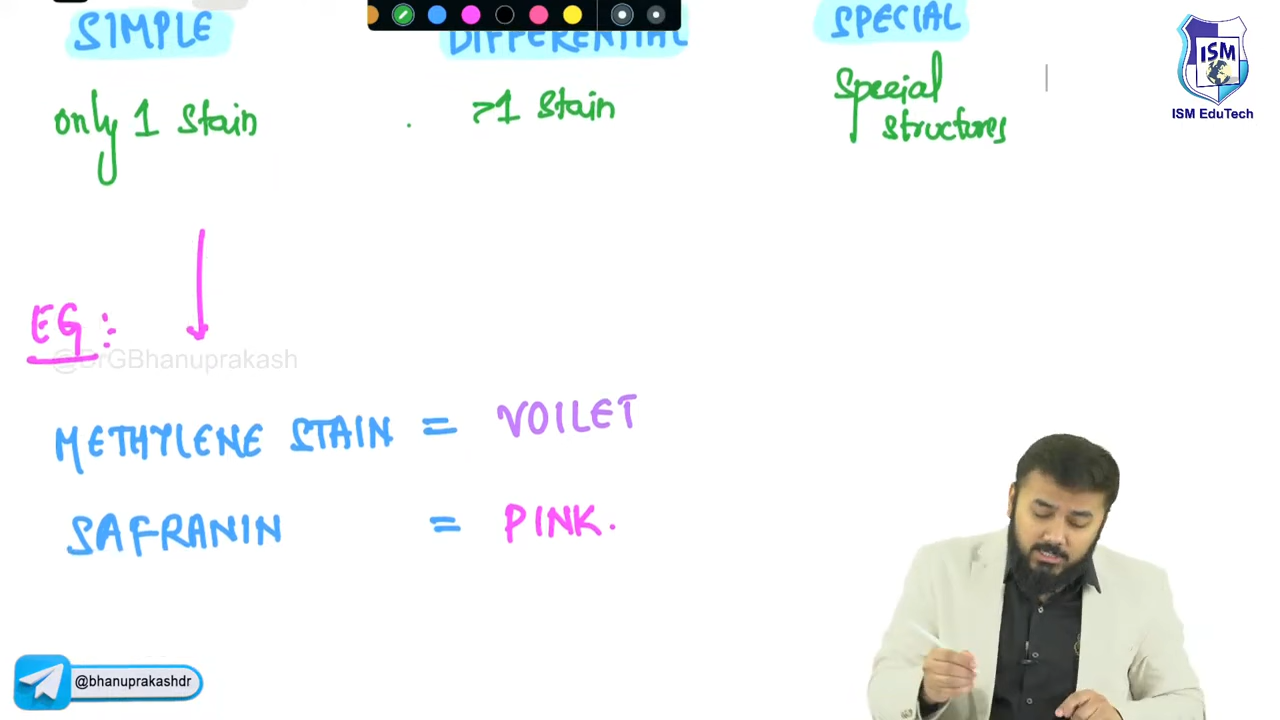 SIMPLE
DIFFERENTIAL
SPECIAL
ISM
ISM EduTech
only 1 Stain
>1 Stain
Special
structures
EG:
@DrGBhanuprakash
METHYLENE STAIN = VOILET
SAFRANIN = PINK.
@bhanuprakashdr